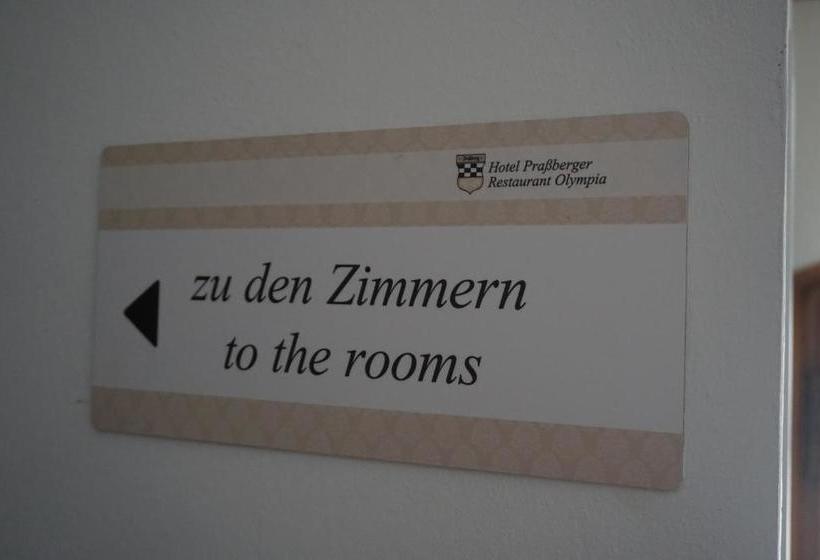 Hotel Praßberger
Restaurant Olympia
zu den Zimmern
to the rooms